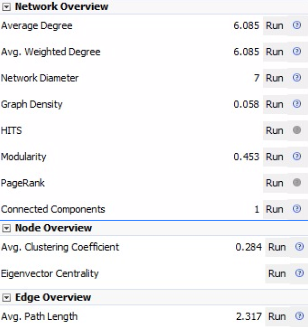 Network Overview
Average Degree 6.085 Run
Avg. Weighted Degree 6.085 Run
Network Diameter 7 Run
Graph Density 0.058 Run
HITS Run
Modularity 0.453 Run
PageRank Run
Connected Components 1 Run
Node Overview
Avg. Clustering Coefficient 0.284 Run
Eigenvector Centrality Run
Edge Overview
Avg. Path Length 2.317 Run